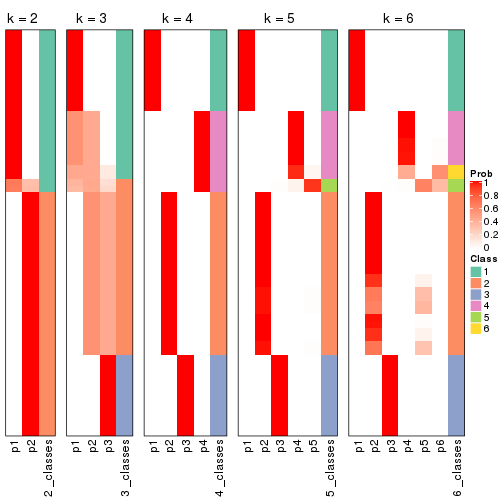 k = 2
k = 3
k = 4
k = 5
k = 6
Prob
1
0.8
0.6
0.4
0.2
0
Class
1
2
3
4
5
6
p1
p2
2_classes
p1
p2
p3
3_classes
p1
p2
p3
p4
4_classes
p1
p2
p3
p4
p5
5_classes
p1
p2
p3
p4
p5
p6
6_classes